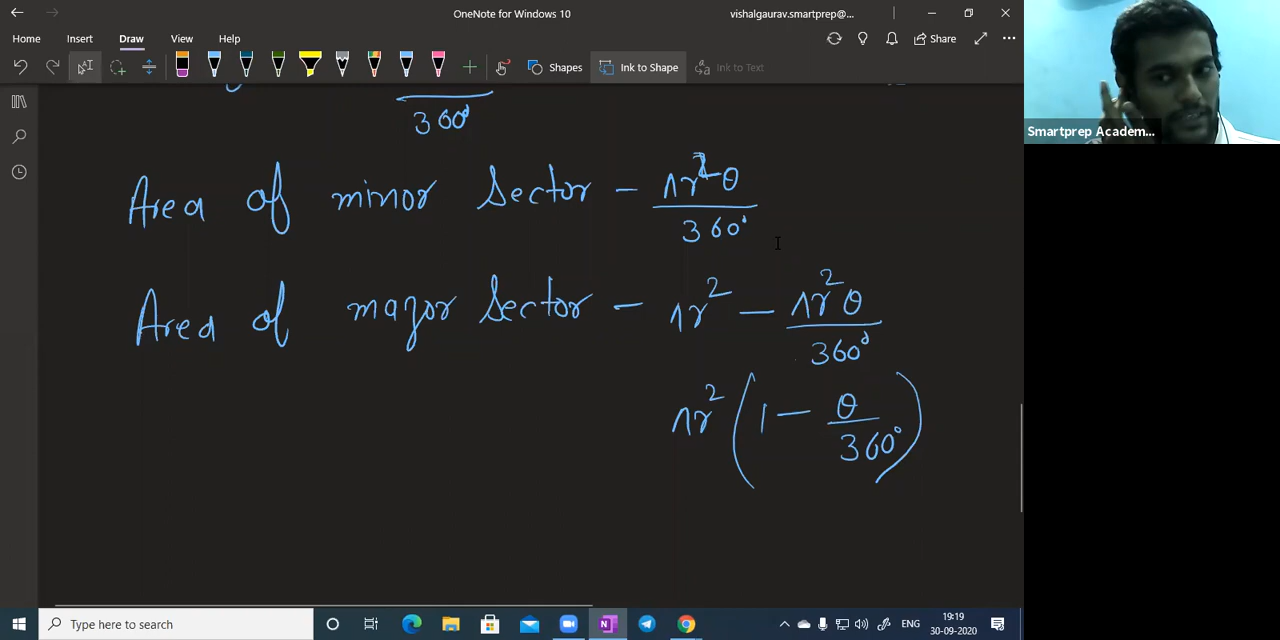 OneNote for Windows 10
vishalgaurav.smartprep@...
Home Insert Draw View Help
Share
Shapes
Ink to Shape
Ink to Text
Smartprep Academ...
360°
Area of minor Sector - πr²θ
360°
Area of major Sector - πr² - πr²θ
360°
πr² (1 - θ
360°)
Type here to search
ENG
19:19
30-09-2020